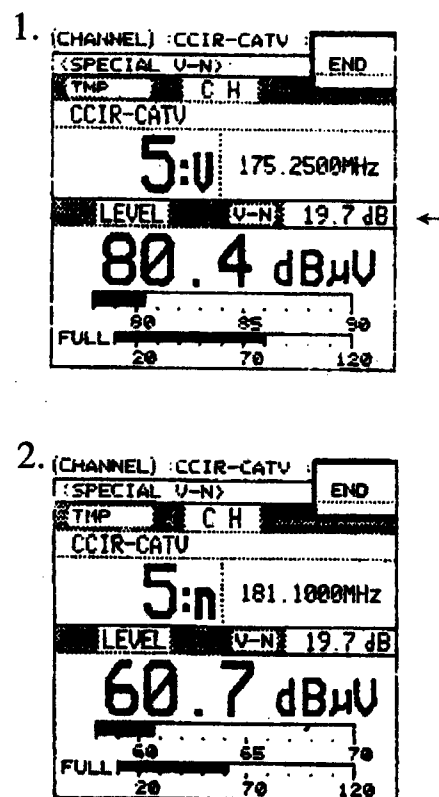 1.
(CHANNEL) :CCIR-CATV :
END
<SPECIAL V-N>
TMP CH
CCIR-CATV
5:V 175.2500MHz
LEVEL V-N 19.7 dB ←
80.4 dBµV
80 85 90
FULL
20 70 120
2.
(CHANNEL) :CCIR-CATV :
END
<SPECIAL V-N>
TMP CH
CCIR-CATV
5:n 181.1000MHz
LEVEL V-N 19.7 dB
60.7 dBµV
60 65 70
FULL
20 70 120